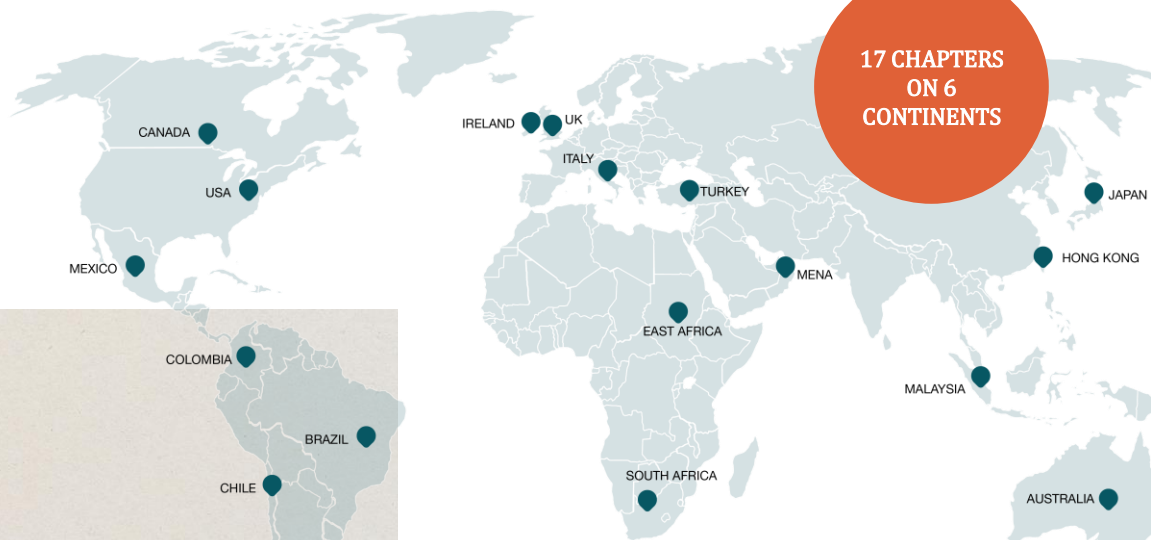 17 CHAPTERS
ON 6
CONTINENTS
CANADA
USA
MEXICO
COLOMBIA
BRAZIL
CHILE
IRELAND
UK
ITALY
TURKEY
MENA
EAST AFRICA
SOUTH AFRICA
JAPAN
HONG KONG
MALAYSIA
AUSTRALIA